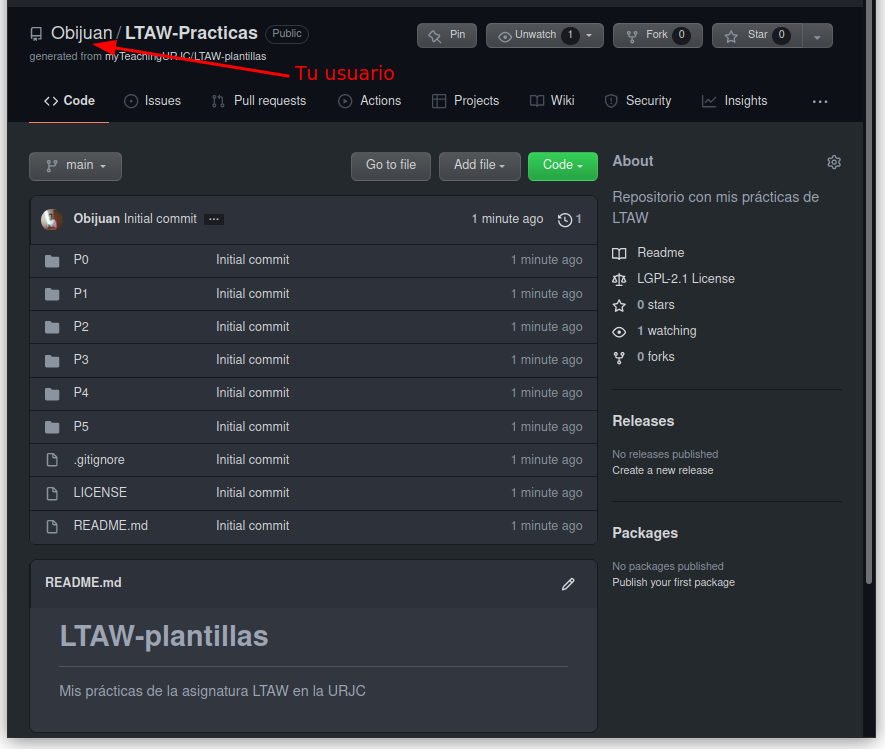 Obijuan / LTAW-Practicas Public Pin Unwatch 1 Fork 0 Star 0
generated from myTeachingURJC/LTAW-plantillas
Tu usuario
Code Issues Pull requests Actions Projects Wiki Security Insights ...
main Go to file Add file Code
Obijuan Initial commit ... 1 minute ago 1
P0 Initial commit 1 minute ago
P1 Initial commit 1 minute ago
P2 Initial commit 1 minute ago
P3 Initial commit 1 minute ago
P4 Initial commit 1 minute ago
P5 Initial commit 1 minute ago
.gitignore Initial commit 1 minute ago
LICENSE Initial commit 1 minute ago
README.md Initial commit 1 minute ago
README.md
LTAW-plantillas
Mis prácticas de la asignatura LTAW en la URJC
About
Repositorio con mis prácticas de
LTAW
Readme
LGPL-2.1 License
0 stars
1 watching
0 forks
Releases
No releases published
Create a new release
Packages
No packages published
Publish your first package